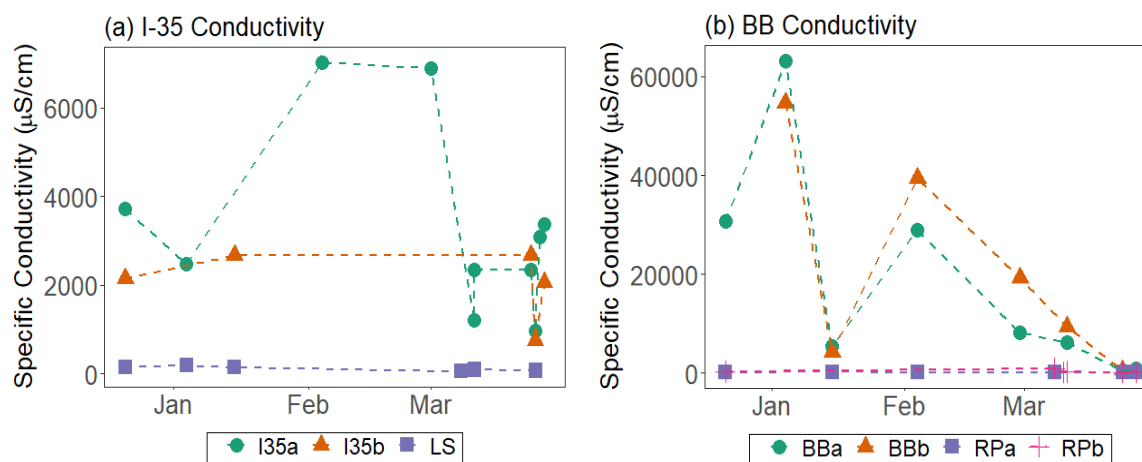 (a) I-35 Conductivity
Specific Conductivity (μS/cm)
6000
4000
2000
0
Jan Feb Mar
I35a I35b LS
(b) BB Conductivity
Specific Conductivity (μS/cm)
60000
40000
20000
0
Jan Feb Mar
BBa BBb RPa RPb